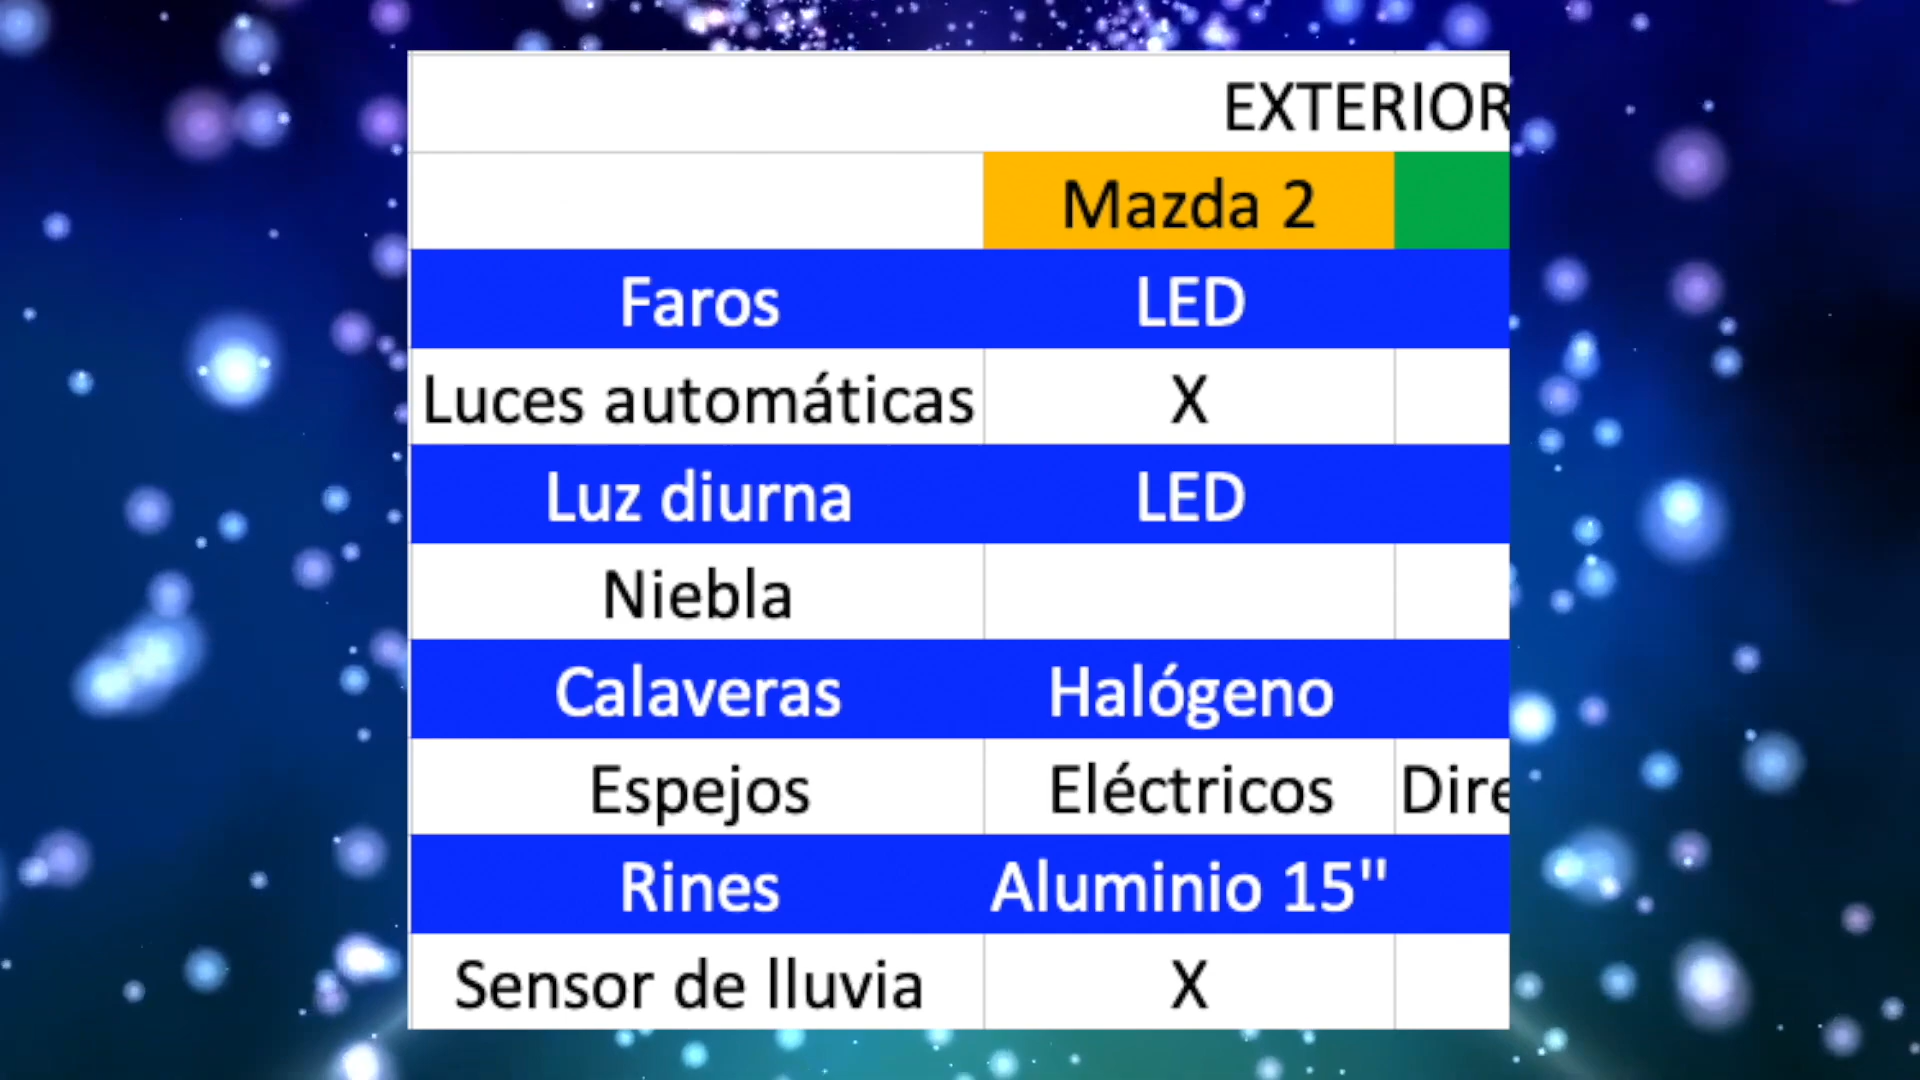 EXTERIOR
Mazda 2
Faros LED
Luces automáticas X
Luz diurna LED
Niebla
Calaveras Halógeno
Espejos Eléctricos Dire
Rines Aluminio 15"
Sensor de lluvia X